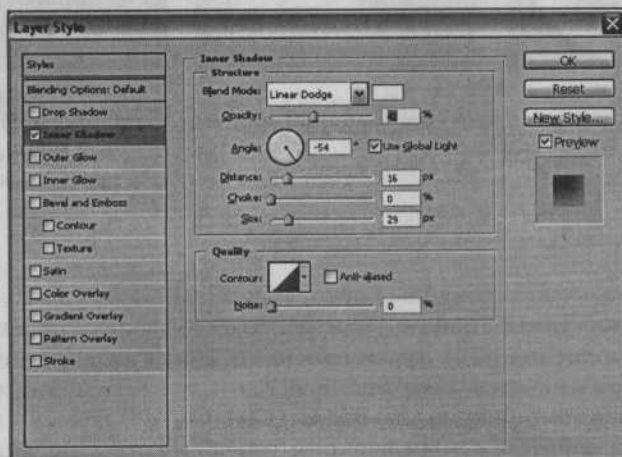 Layer Style
Styles
Blending Options: Default
Drop Shadow
Inner Shadow
Outer Glow
Inner Glow
Bevel and Emboss
Contour
Texture
Satin
Color Overlay
Gradient Overlay
Pattern Overlay
Stroke
Inner Shadow
Structure
Blend Mode: Linear Dodge
Opacity: %
Angle: -54 ° Use Global Light
Distance: 16 px
Choke: 0 %
Size: 29 px
Quality
Contour: Anti-aliased
Noise: 0 %
OK
Reset
New Style...
Preview